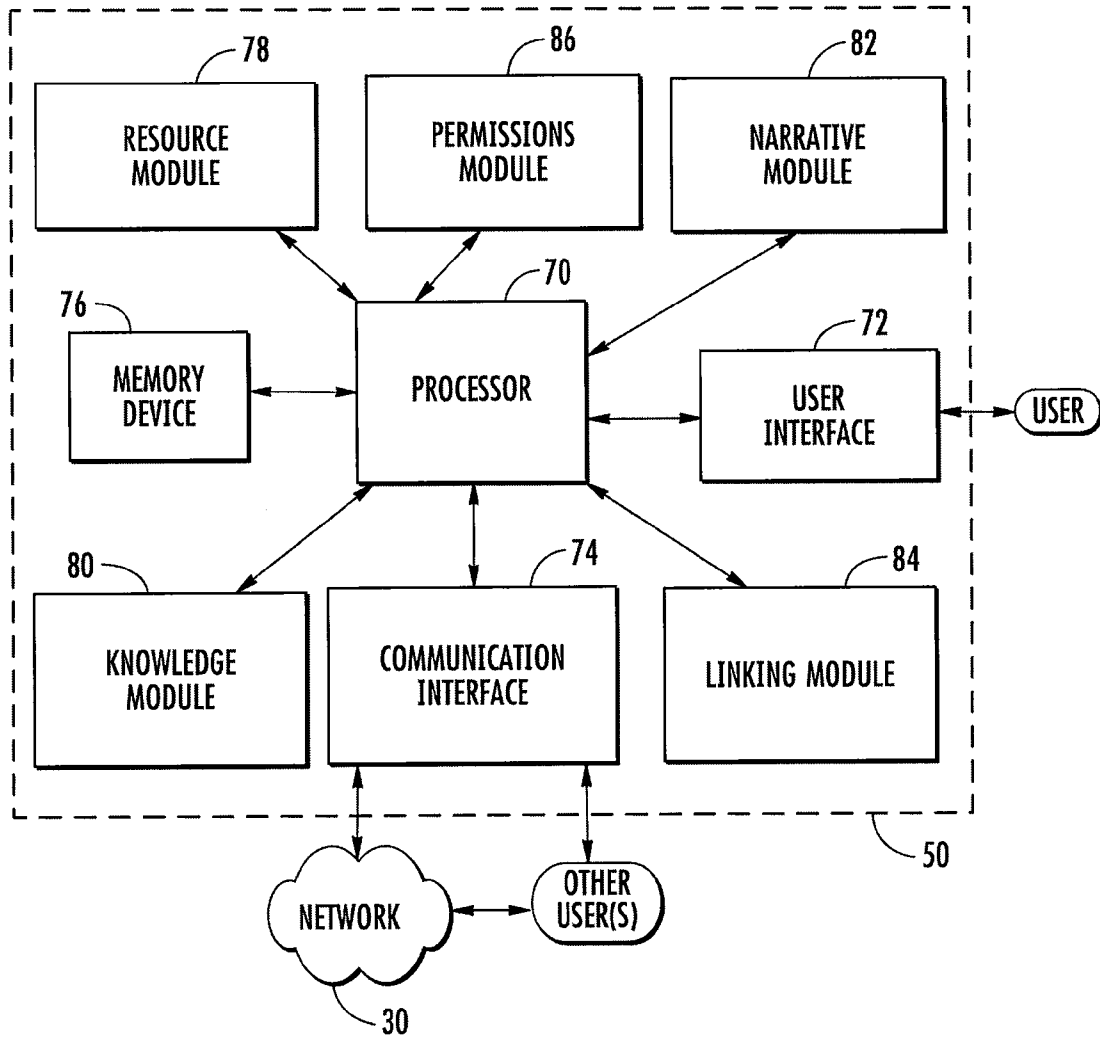 78
86
82
RESOURCE
MODULE
PERMISSIONS
MODULE
NARRATIVE
MODULE
76
70
72
MEMORY
DEVICE
PROCESSOR
USER
INTERFACE
USER
80
74
84
KNOWLEDGE
MODULE
COMMUNICATION
INTERFACE
LINKING MODULE
50
NETWORK
OTHER
USER(S)
30